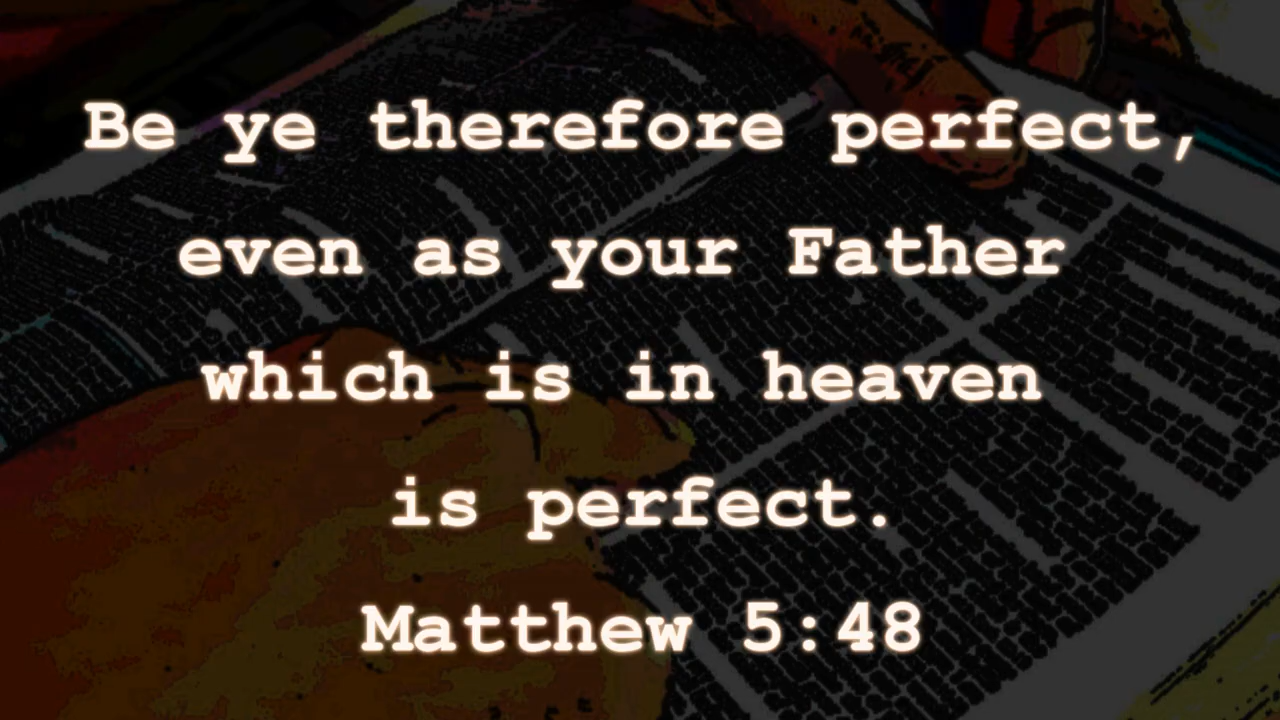 Be ye therefore perfect,
even as your Father
which is in heaven
is perfect.
Matthew 5:48